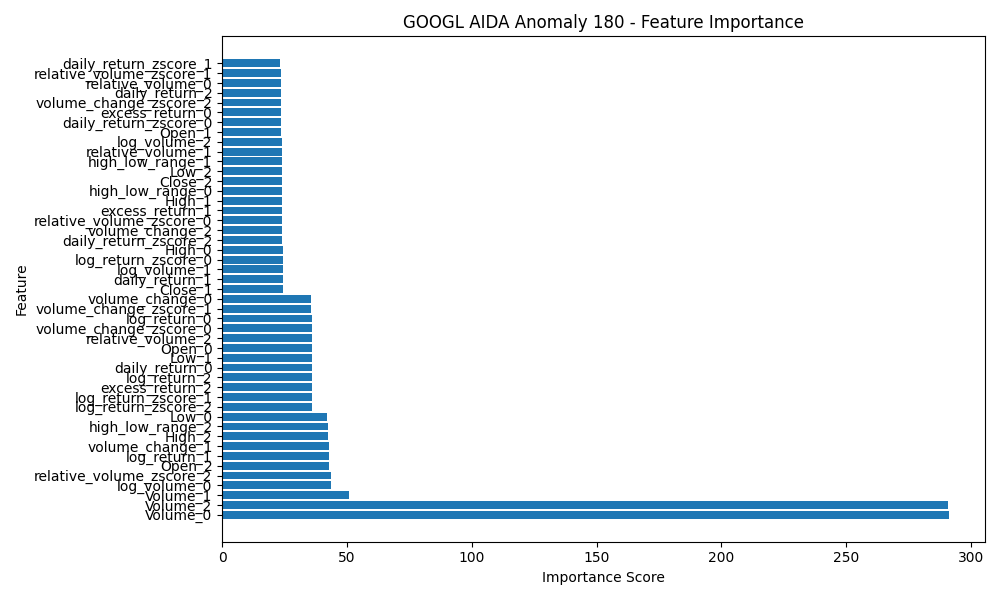 GOOGL AIDA Anomaly 180 - Feature Importance
daily_return_zscore_1
relative_volume_zscore_1
relative_volume_0
daily_return_2
volume_change_zscore_2
excess_return_0
daily_return_zscore_0
Open_1
log_volume_2
relative_volume_1
high_low_range_1
Low_2
Close_2
high_low_range_0
High_1
excess_return_1
relative_volume_zscore_0
volume_change_2
daily_return_zscore_2
High_0
log_return_zscore_0
log_volume_1
daily_return_1
Close_1
volume_change_0
volume_change_zscore_1
log_return_0
volume_change_zscore_0
relative_volume_2
Open_0
Low_1
daily_return_0
log_return_2
excess_return_2
log_return_zscore_1
log_return_zscore_2
Low_0
high_low_range_2
High_2
volume_change_1
log_return_1
Open_2
relative_volume_zscore_2
log_volume_0
Volume_1
Volume_2
Volume_0
Feature
0 50 100 150 200 250 300
Importance Score